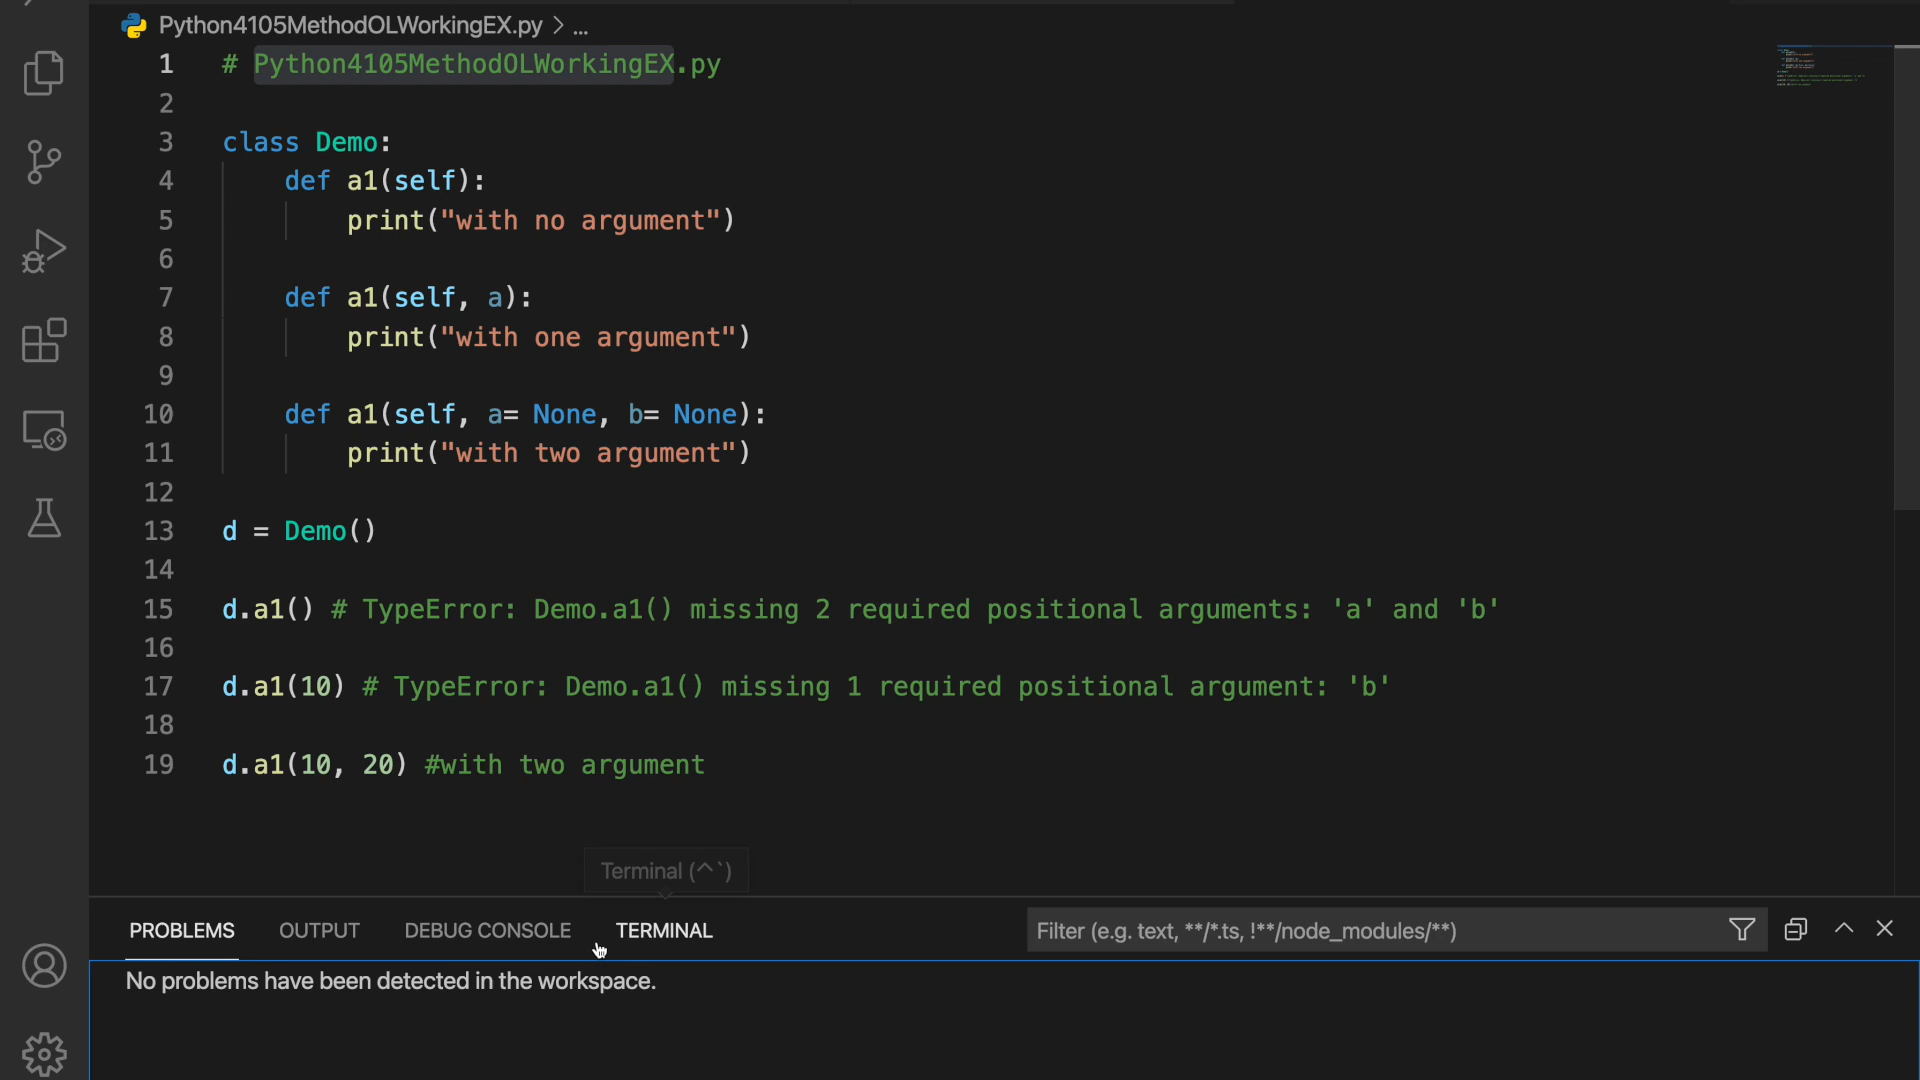 Python4105MethodOLWorkingEX.py > ...
1 # Python4105MethodOLWorkingEX.py
2
3 class Demo:
4     def a1(self):
5         print("with no argument")
6
7     def a1(self, a):
8         print("with one argument")
9
10     def a1(self, a= None, b= None):
11         print("with two argument")
12
13 d = Demo()
14
15 d.a1() # TypeError: Demo.a1() missing 2 required positional arguments: 'a' and 'b'
16
17 d.a1(10) # TypeError: Demo.a1() missing 1 required positional argument: 'b'
18
19 d.a1(10, 20) #with two argument
Terminal (^`)
PROBLEMS OUTPUT DEBUG CONSOLE TERMINAL Filter (e.g. text, **/*.ts, !**/node_modules/**)
No problems have been detected in the workspace.